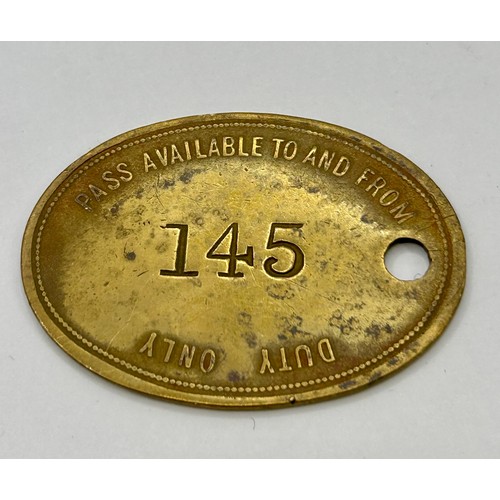 PASS AVAILABLE TO AND FROM
145
DUTY ONLY